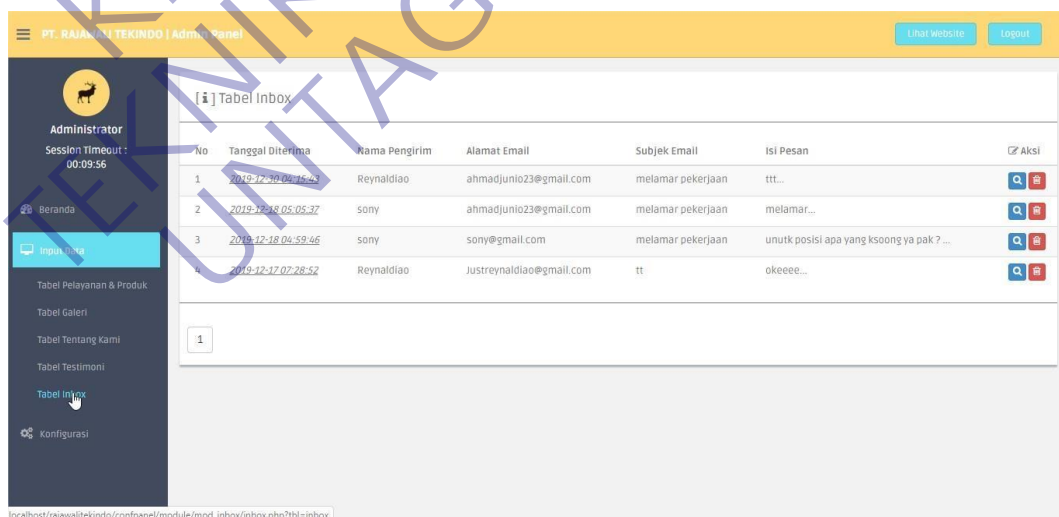 PT. RAJAWALI TEKINDO | Admin Panel
Lihat Website
Logout
Administrator
Session Timeout :
00:09:56
Beranda
Input Data
Tabel Pelayanan & Produk
Tabel Galeri
Tabel Tentang Kami
Tabel Testimoni
Tabel Inbox
Konfigurasi
[i] Tabel Inbox
No Tanggal Diterima Nama Pengirim Alamat Email Subjek Email Isi Pesan Aksi
1 2019-12-30 04:15:43 Reynaldiao ahmadjunio23@gmail.com melamar pekerjaan ttt...
2 2019-12-18 05:05:37 sony ahmadjunio23@gmail.com melamar pekerjaan melamar...
3 2019-12-18 04:59:46 sony sony@gmail.com melamar pekerjaan unutk posisi apa yang ksoong ya pak ? ...
4 2019-12-17 07:28:52 Reynaldiao Justreynaldiao@gmail.com tt okeeee...
1
localhost/rajawalitekindo/confpanel/module/mod_inbox/inbox.php?tbl=inbox
UNTAG